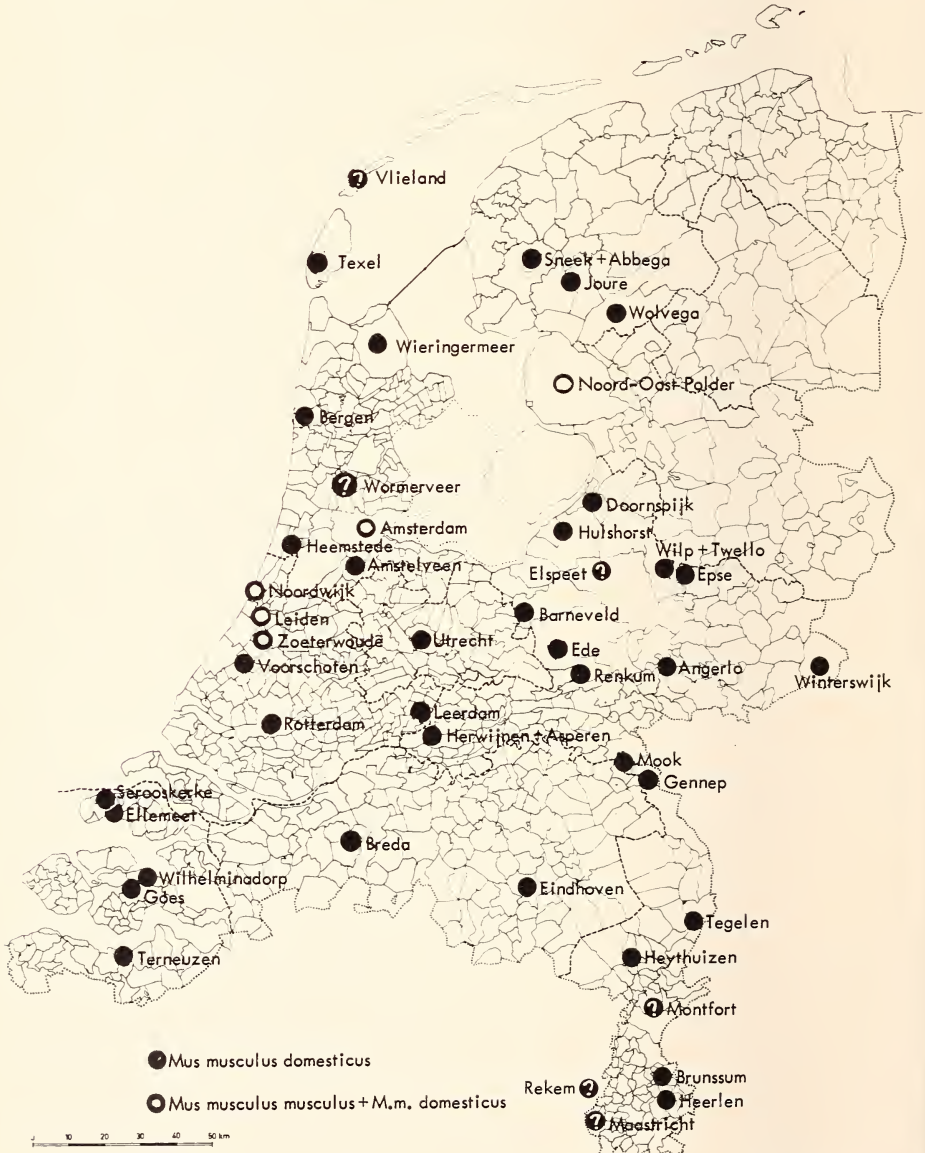 Vlieland
Texel
Sneek + Abbega
Joure
Wolvega
Wieringermeer
Noord-Oost Polder
Bergen
Wormerveer
Doornspijk
Amsterdam
Hulshorst
Heemstede
Wilp + Twello
Amstelveen
Elspeet
Epse
Noordwijk
Barneveld
Leiden
Zoeterwoude
Utrecht
Ede
Voorschoten
Renkum
Angerlo
Winterswijk
Leerdam
Rotterdam
Herwijnen + Asperen
Mook
Gennep
Serooskerke
Ellemeet
Breda
Wilhelminadorp
Goes
Eindhoven
Tegelen
Terneuzen
Heythuizen
Montfort
Mus musculus domesticus
Brunssum
Rekem
Mus musculus musculus + M.m. domesticus
Heerlen
Maastricht
10 20 30 40 50 km